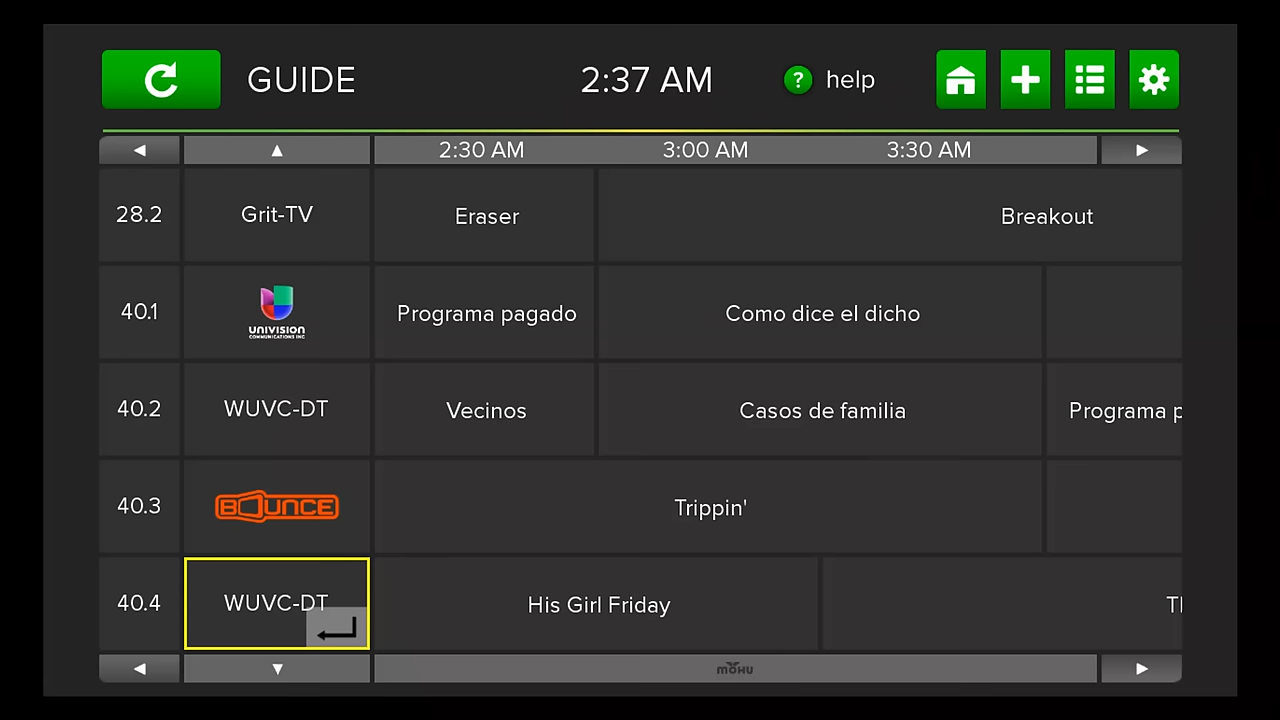 GUIDE
2:37 AM
? help
2:30 AM
3:00 AM
3:30 AM
28.2
Grit-TV
Eraser
Breakout
40.1
UNIVISION
COMMUNICATIONS INC
Programa pagado
Como dice el dicho
40.2
WUVC-DT
Vecinos
Casos de familia
Programa p
40.3
BOUNCE
Trippin'
40.4
WUVC-DT
His Girl Friday
MOHU